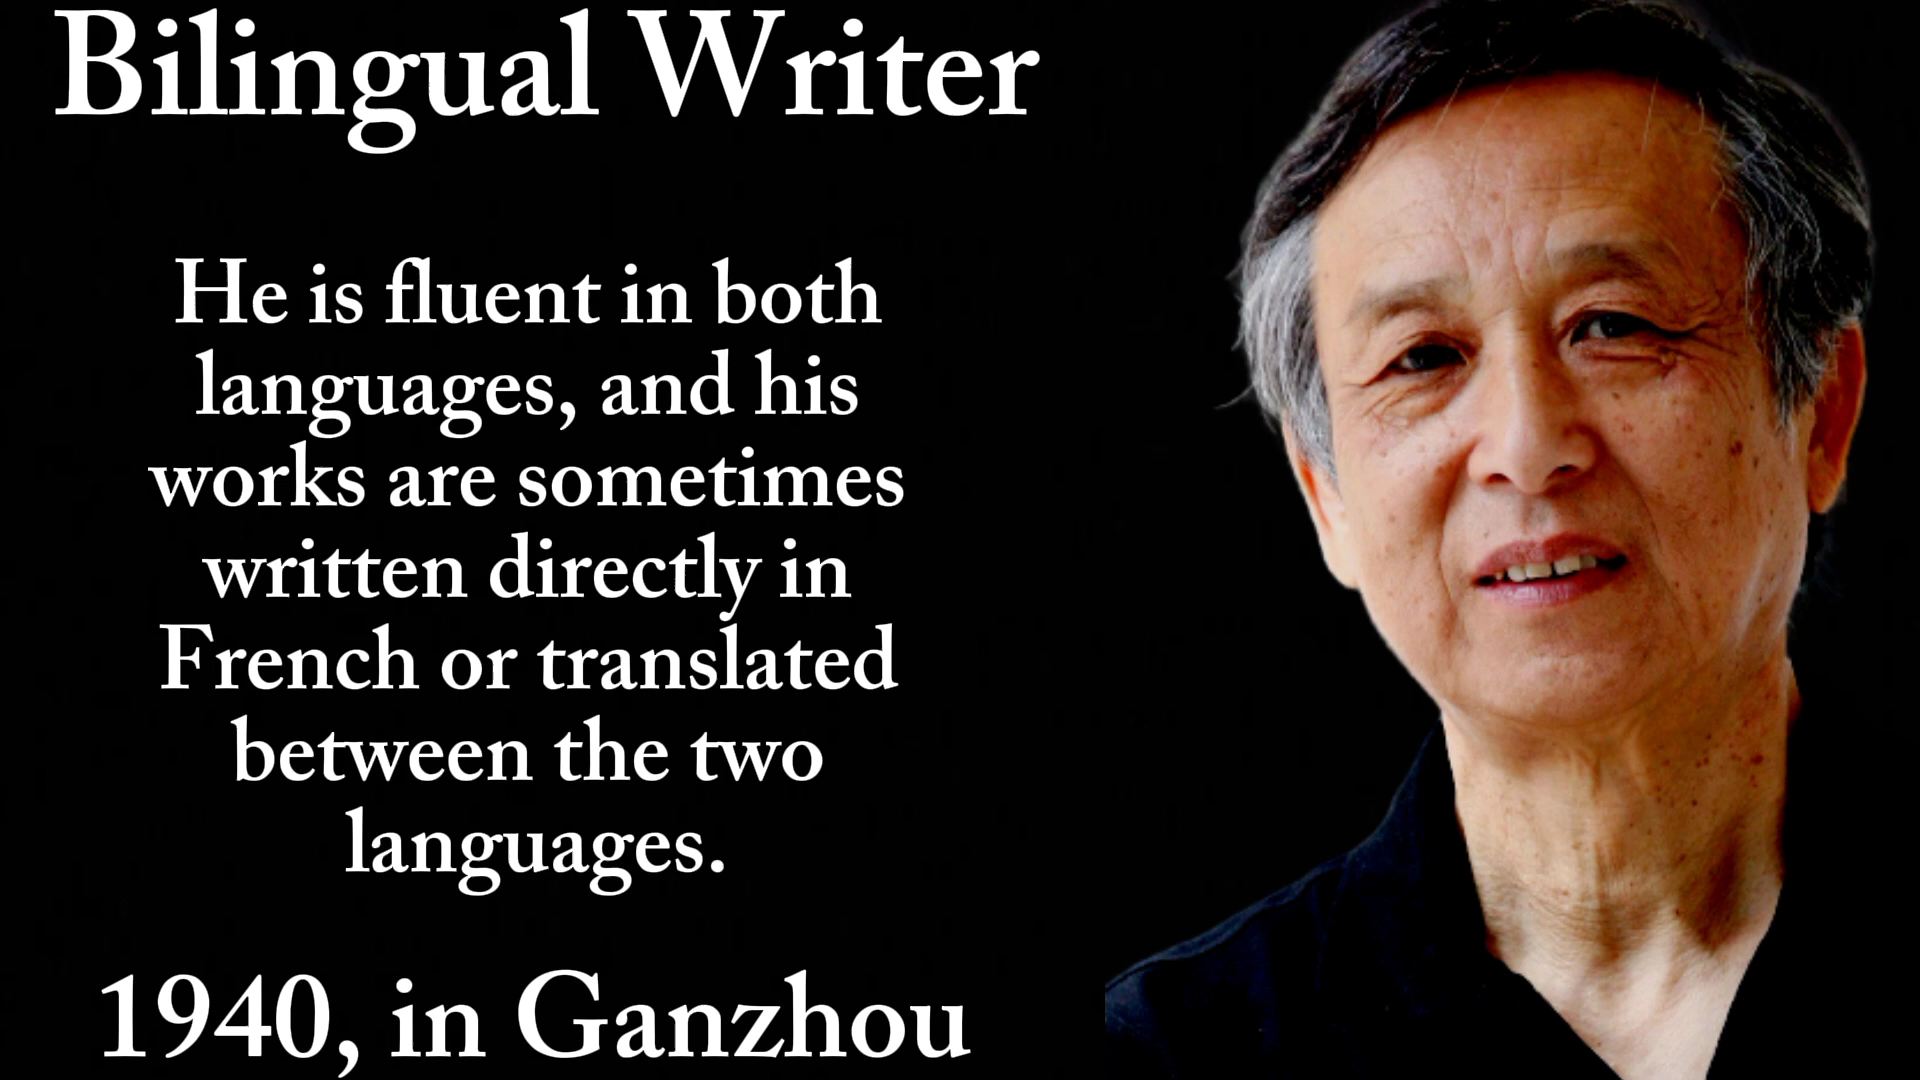 Bilingual Writer
He is fluent in both
languages, and his
works are sometimes
written directly in
French or translated
between the two
languages.
1940, in Ganzhou